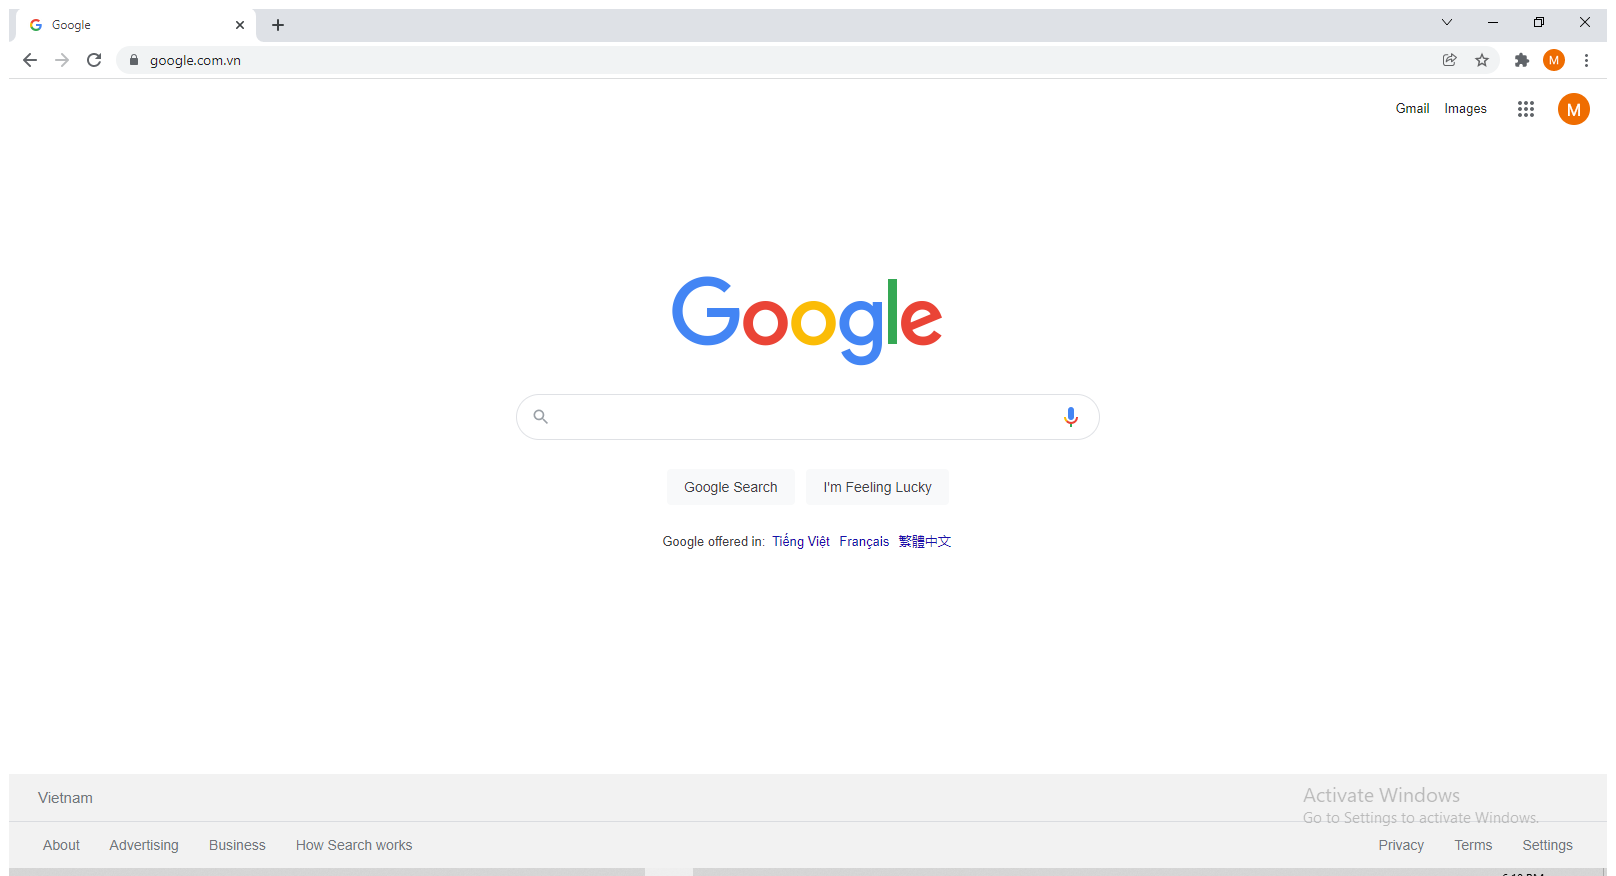 Google
google.com.vn
M
Gmail Images
M
Google
Google Search I'm Feeling Lucky
Google offered in: Tiếng Việt Français 繁體中文
Vietnam
Activate Windows
Go to Settings to activate Windows.
About Advertising Business How Search works
Privacy Terms Settings